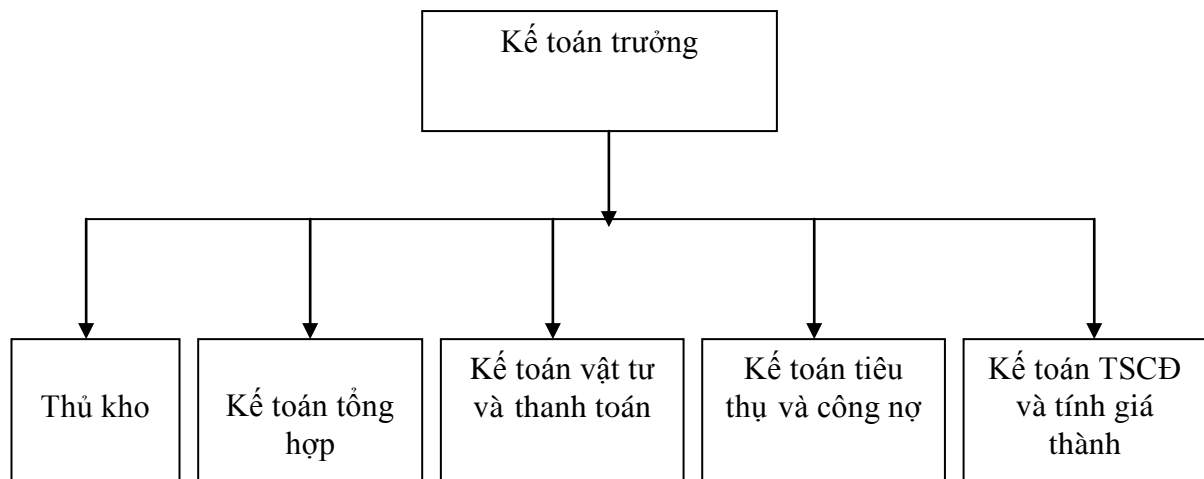 Kế toán trưởng
Thủ kho
Kế toán tổng
hợp
Kế toán vật tư
và thanh toán
Kế toán tiêu
thụ và công nợ
Kế toán TSCĐ
và tính giá
thành